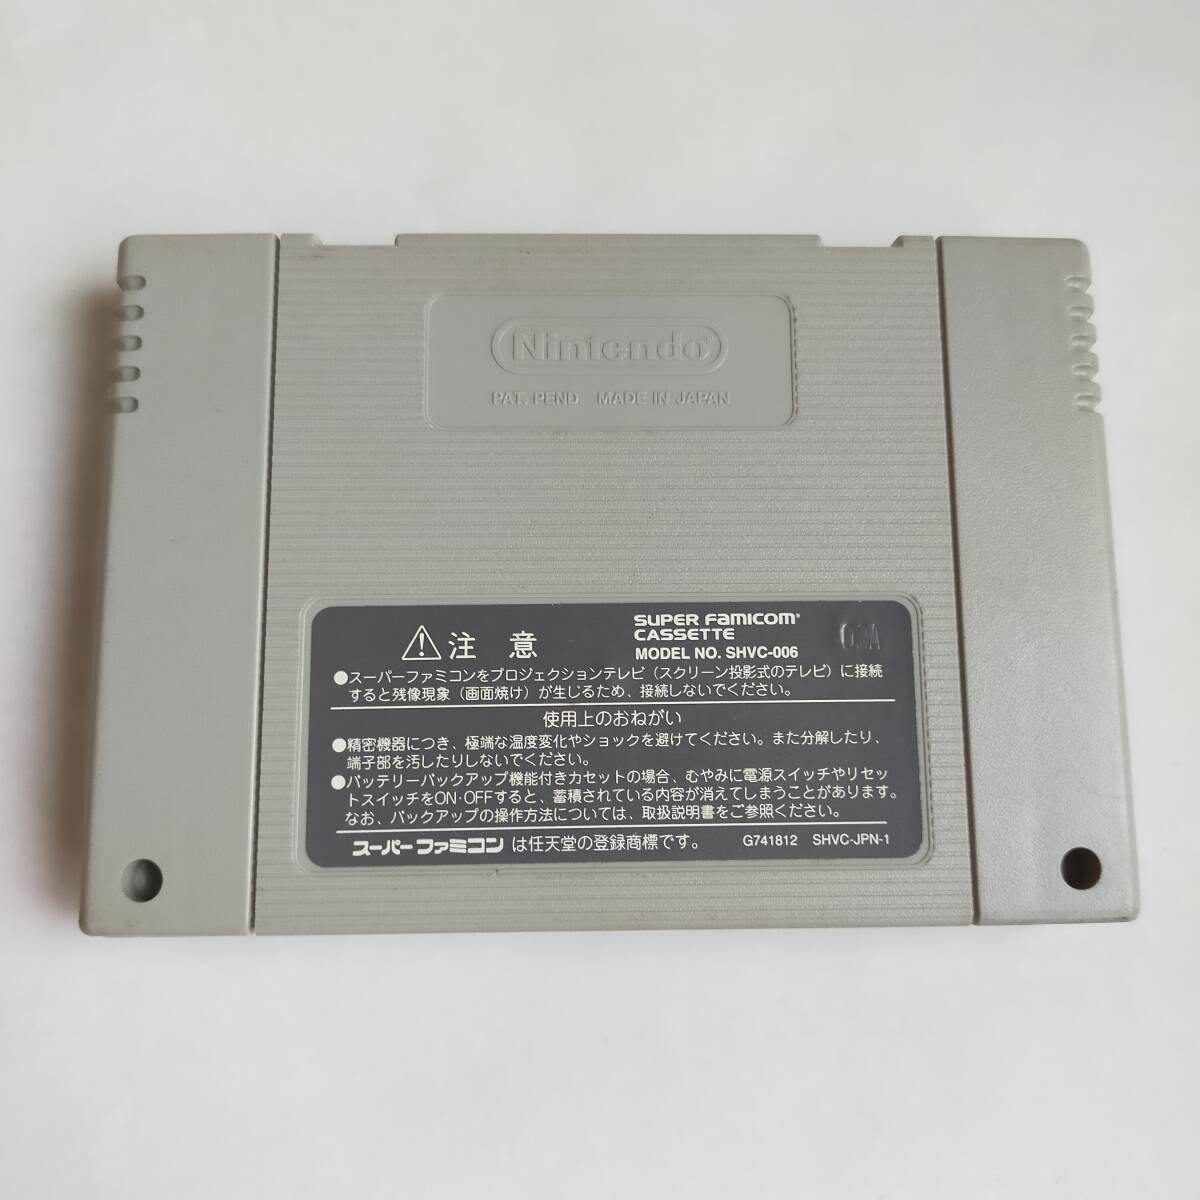 Nintendo®
PAT. PEND. MADE IN JAPAN
SUPER FAMICOM®
CASSETTE
MODEL NO. SHVC-006
注 意
●スーパーファミコンをプロジェクションテレビ（スクリーン投影式のテレビ）に接続
すると残像現象（画面焼け）が生じるため、接続しないでください。
使用上のおねがい
●精密機器につき、極端な温度変化やショックを避けてください。また分解したり、
端子部を汚したりしないでください。
●バッテリーバックアップ機能付きカセットの場合、むやみに電源スイッチやリセッ
トスイッチをON·OFFすると、蓄積されている内容が消えてしまうことがあります。
なお、バックアップの操作方法については、取扱説明書をご参照ください。
スーパーファミコン は任天堂の登録商標です。 G741812 SHVC-JPN-1